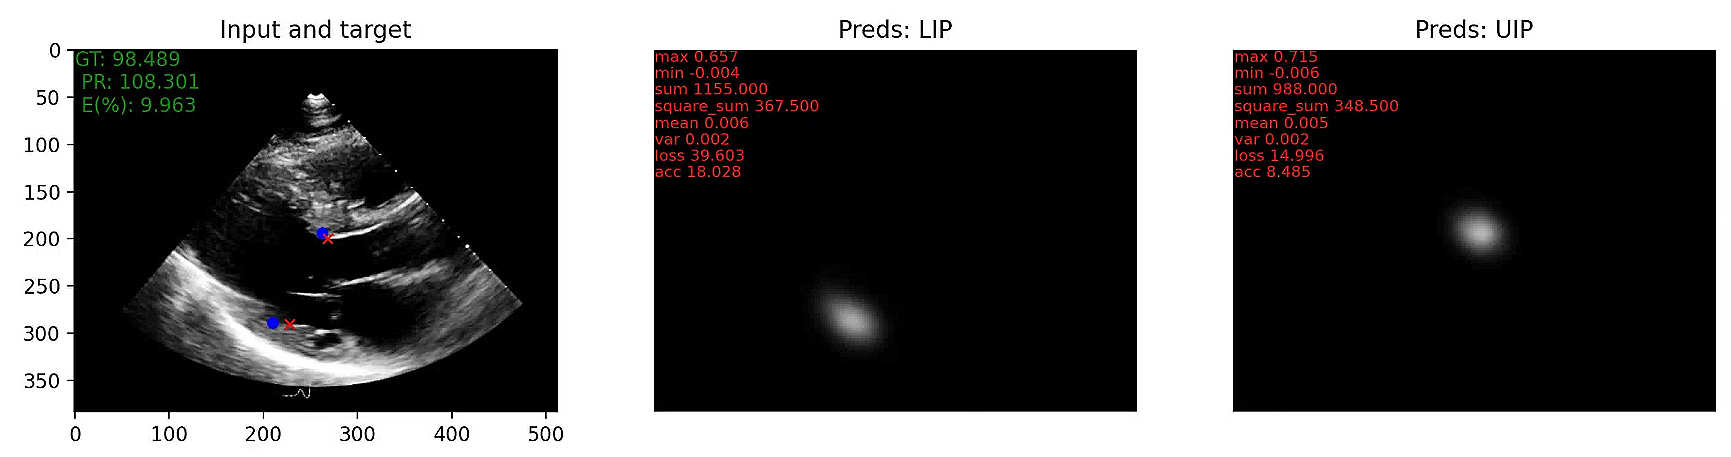 Input and target
GT: 98.489
PR: 108.301
E(%): 9.963
0
50
100
150
200
250
300
350
0
100
200
300
400
500
Preds: LIP
max 0.657
min -0.004
sum 1155.000
square_sum 367.500
mean 0.006
var 0.002
loss 39.603
acc 18.028
Preds: UIP
max 0.715
min -0.006
sum 988.000
square_sum 348.500
mean 0.005
var 0.002
loss 14.996
acc 8.485